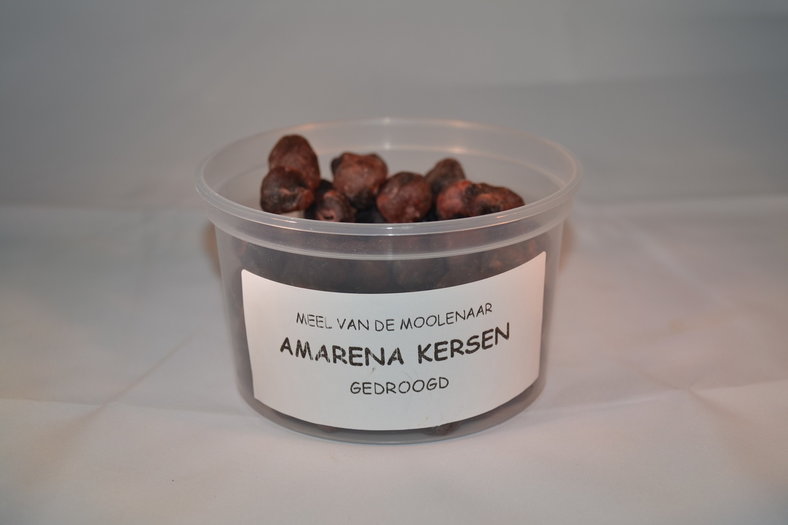 MEEL VAN DE MOOLENAAR
AMARENA KERSEN
GEDROOGD